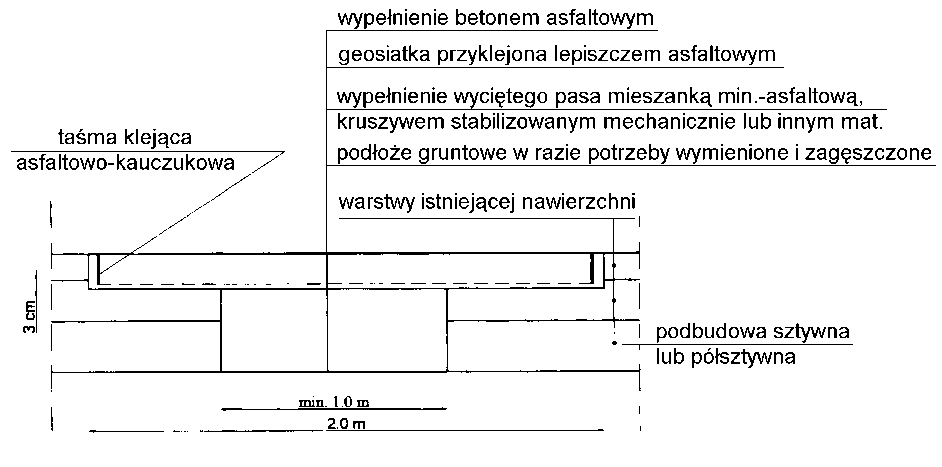 wypełnienie betonem asfaltowym
geosiatka przyklejona lepiszczem asfaltowym
wypełnienie wyciętego pasa mieszanką min.-asfaltową,
kruszywem stabilizowanym mechanicznie lub innym mat.
taśma klejąca
asfaltowo-kauczukowa
podłoże gruntowe w razie potrzeby wymienione i zagęszczone
warstwy istniejącej nawierzchni
3 cm
podbudowa sztywna
lub półsztywna
min. 1.0 m
2.0 m